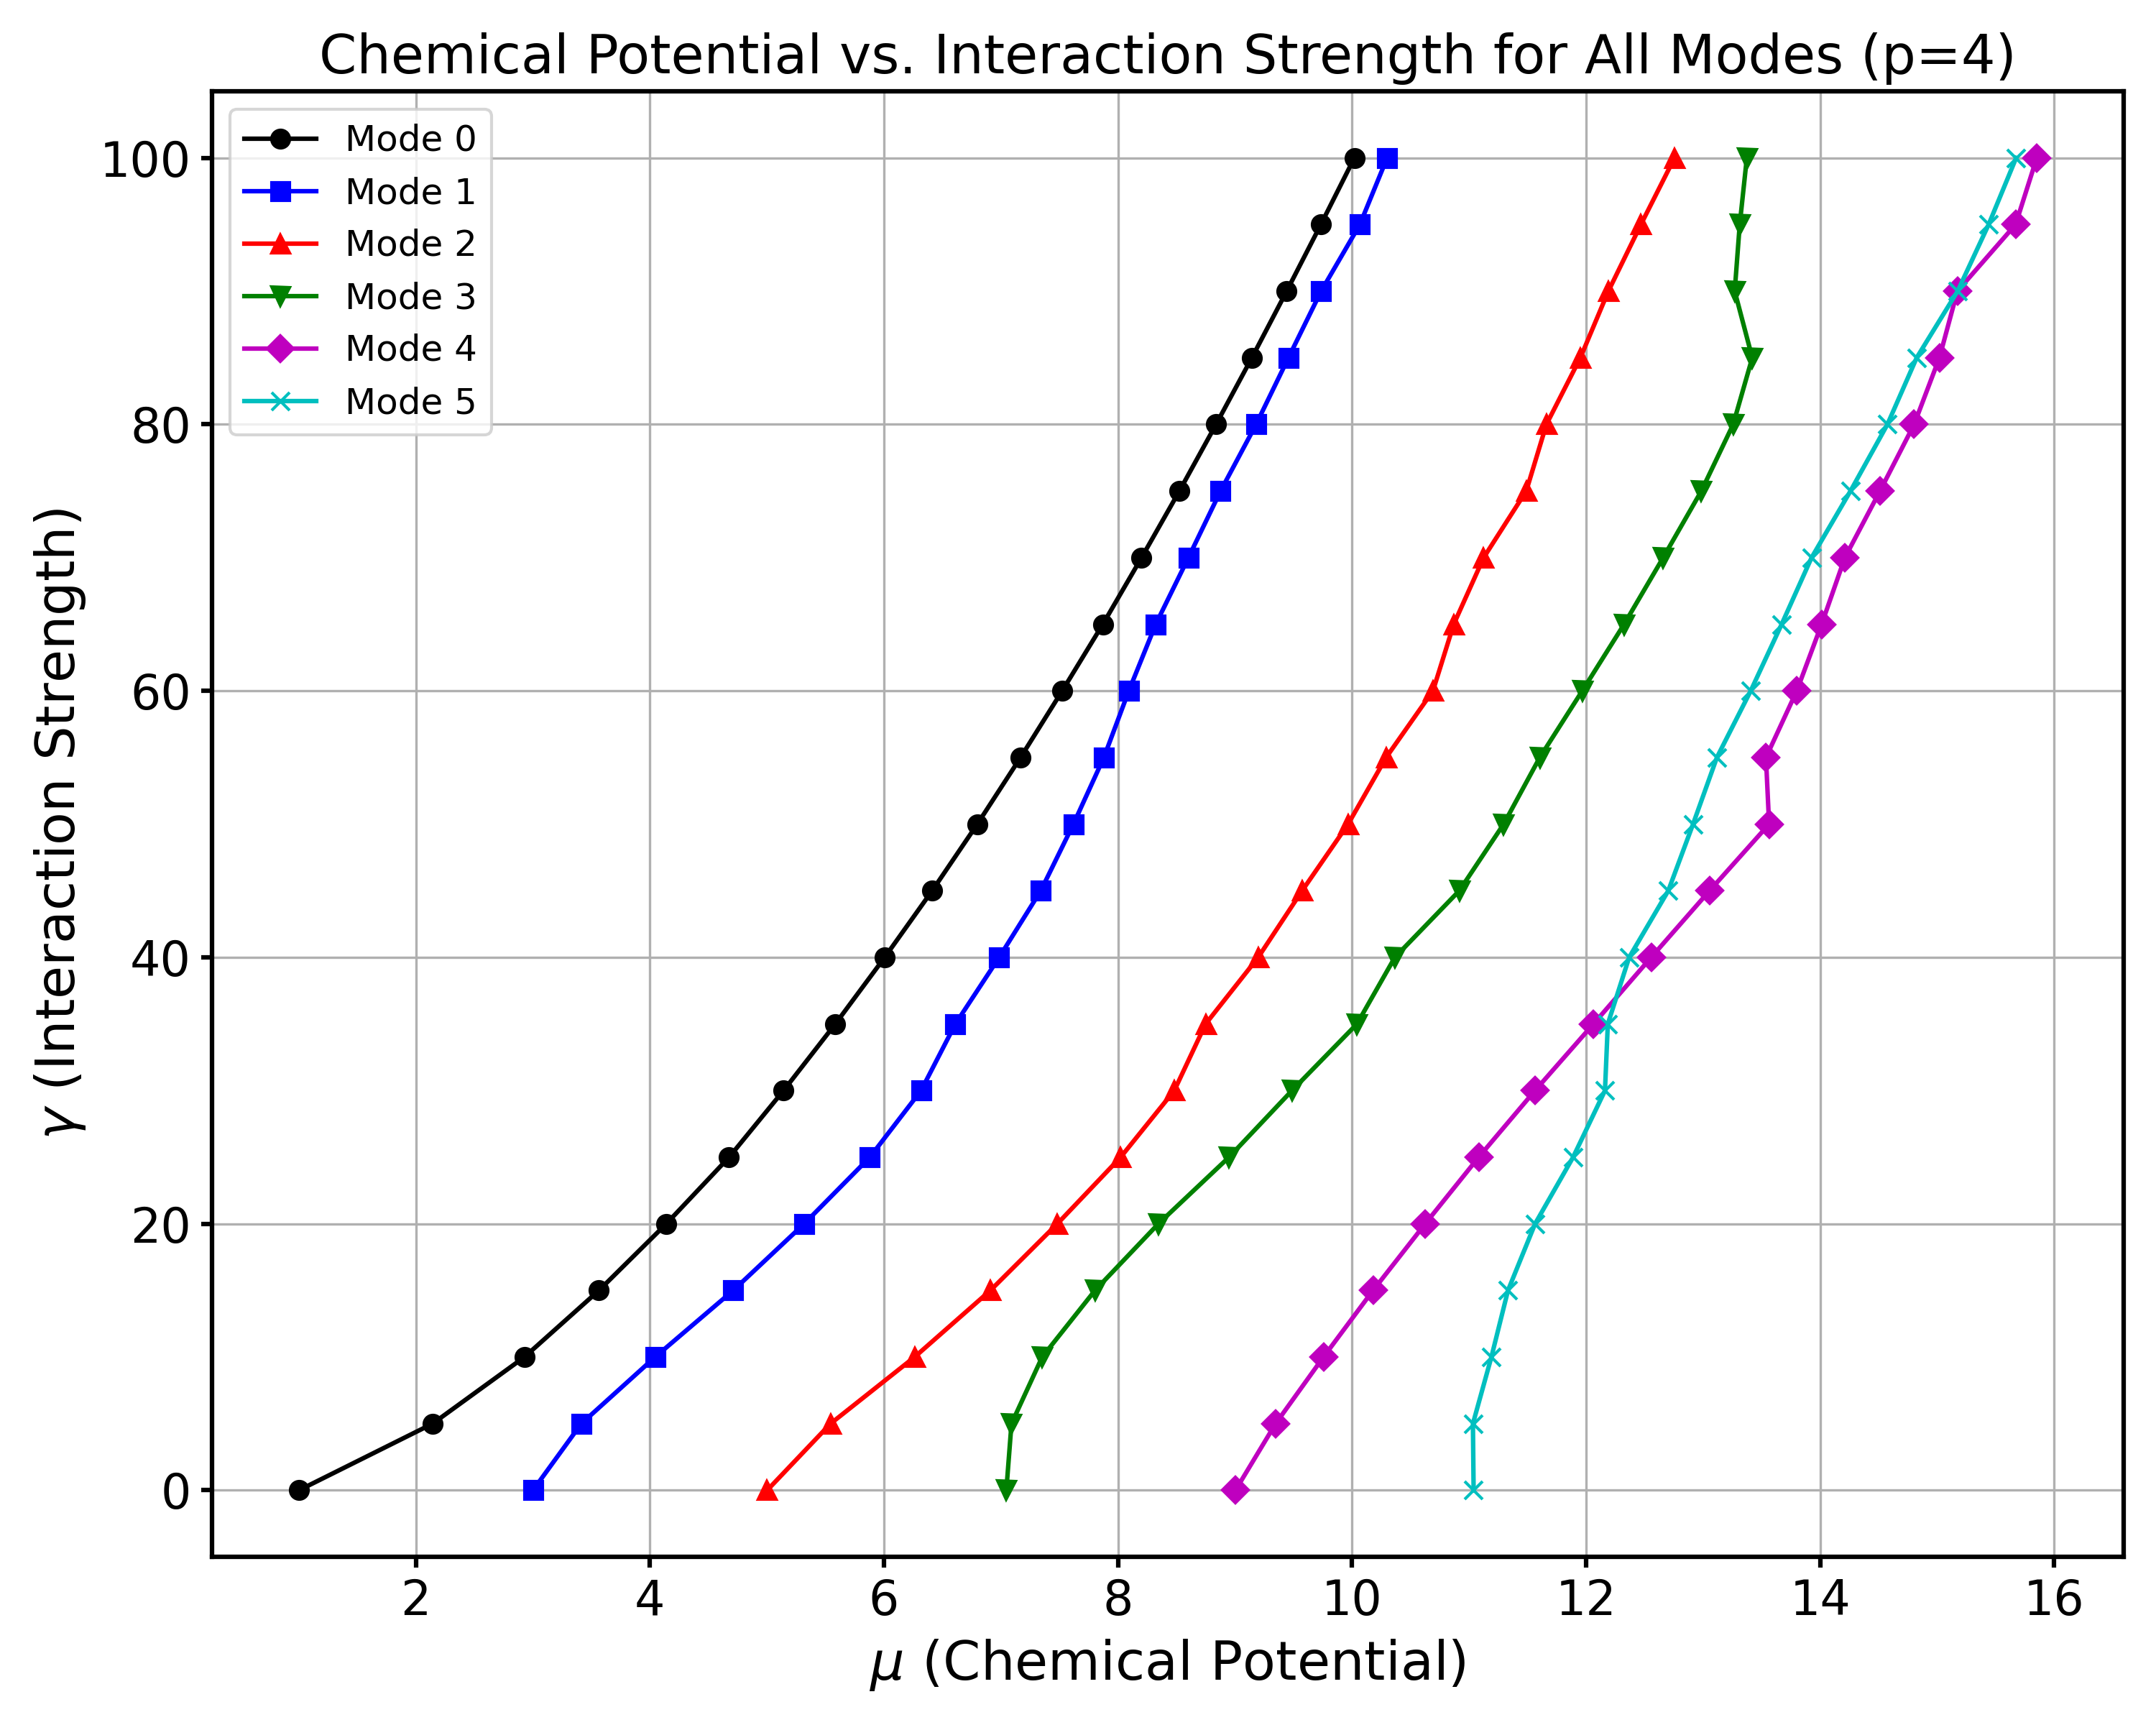 Chemical Potential vs. Interaction Strength for All Modes (p=4)
Mode 0
Mode 1
Mode 2
Mode 3
Mode 4
Mode 5
γ (Interaction Strength)
100
80
60
40
20
0
2 4 6 8 10 12 14 16
μ (Chemical Potential)